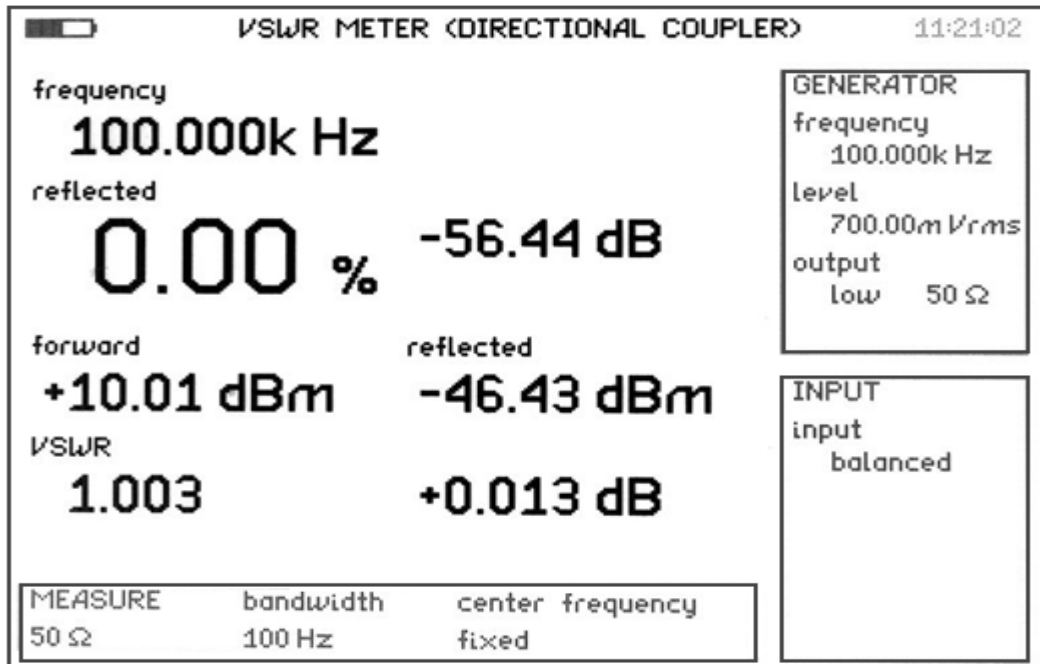 VSWR METER (DIRECTIONAL COUPLER) 11:21:02
frequency
100.000k Hz
reflected
0.00 % -56.44 dB
forward reflected
+10.01 dBm -46.43 dBm
VSWR
1.003 +0.013 dB
MEASURE bandwidth center frequency
50 Ω 100 Hz fixed
GENERATOR
frequency
100.000k Hz
level
700.00m Vrms
output
low 50 Ω
INPUT
input
balanced